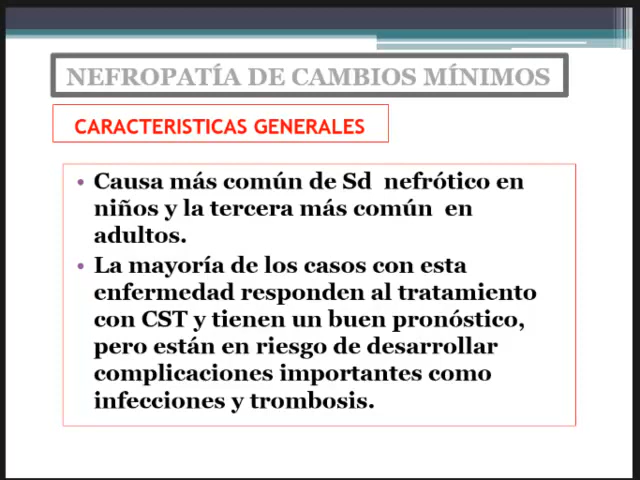 NEFROPATÍA DE CAMBIOS MÍNIMOS
CARACTERISTICAS GENERALES
• Causa más común de Sd nefrótico en
niños y la tercera más común en
adultos.
• La mayoría de los casos con esta
enfermedad responden al tratamiento
con CST y tienen un buen pronóstico,
pero están en riesgo de desarrollar
complicaciones importantes como
infecciones y trombosis.